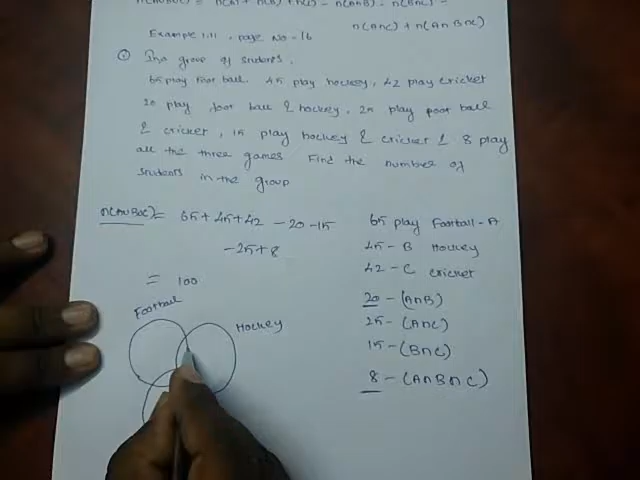 n(AUBUC) = n(A) + n(B) + n(C) - n(A∩B) - n(B∩C) -
n(A∩C) + n(A∩B∩C)
Example 1.11, page No - 16
① In a group of students,
65 play foot ball 45 play hockey, 42 play cricket
20 play foot ball & hockey, 25 play foot ball
& cricket, 15 play hockey & cricket & 8 play
all the three games Find the number of
students in the group
n(AUBUC) = 65 + 45 + 42 - 20 - 15
- 25 + 8
= 100
65 play Football - A
45 - B Hockey
42 - C cricket
20 - (A∩B)
25 - (A∩C)
15 - (B∩C)
8 - (A∩B∩C)
Football
Hockey